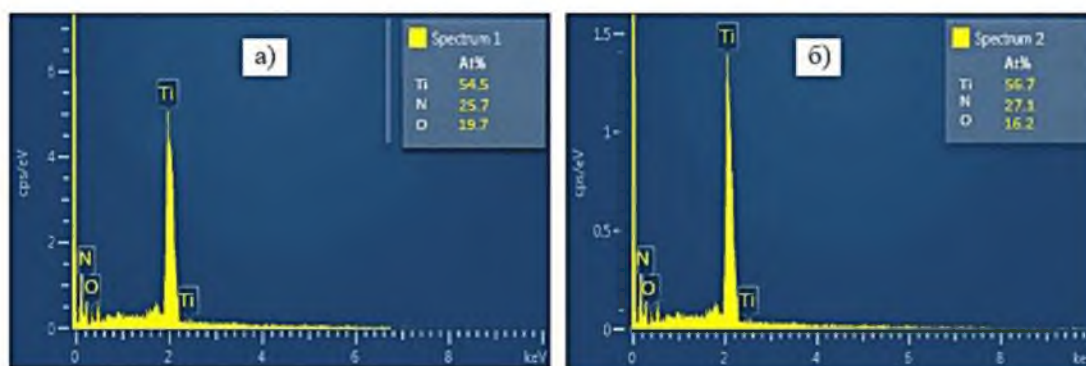 а)
Spectrum 1
At%
Ti 54.5
N 25.7
O 19.7
Ti
N
O
Ti
cps/eV
6
4
2
0
0 2 4 6 8 keV
б)
Spectrum 2
At%
Ti 56.7
N 27.1
O 16.2
Ti
N
O
Ti
cps/eV
1.5
1
0.5
0
0 2 4 6 8 keV